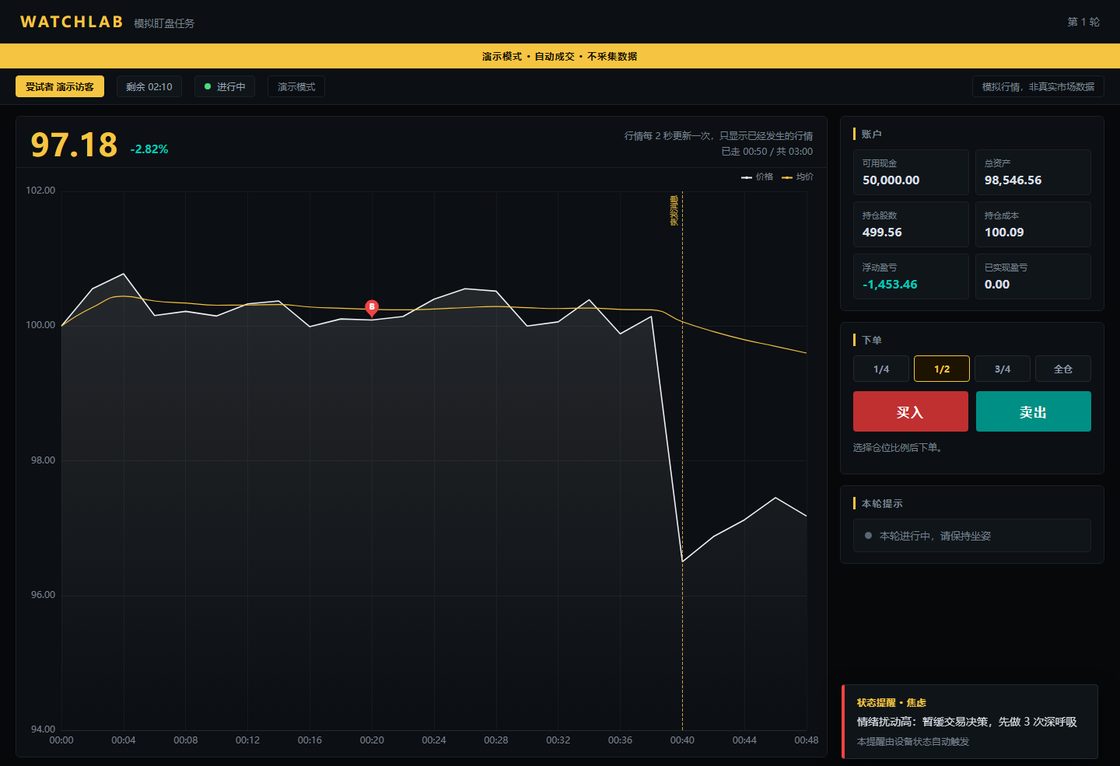 WATCHLAB 模拟盯盘任务
第 1 轮
演示模式 • 自动成交 • 不采集数据
受试者 演示访客
剩余 02:10
进行中
演示模式
模拟行情，非真实市场数据
97.18 -2.82%
行情每 2 秒更新一次，只显示已经发生的行情
已走 00:50 / 共 03:00
价格 均价
102.00
100.00
98.00
96.00
94.00
突发消息
B
00:00 00:04 00:08 00:12 00:16 00:20 00:24 00:28 00:32 00:36 00:40 00:44 00:48
账户
可用现金
50,000.00
总资产
98,546.56
持仓股数
499.56
持仓成本
100.09
浮动盈亏
-1,453.46
已实现盈亏
0.00
下单
1/4 1/2 3/4 全仓
买入 卖出
选择仓位比例后下单。
本轮提示
本轮进行中，请保持坐姿
状态提醒 • 焦虑
情绪扰动高：暂缓交易决策，先做 3 次深呼吸
本提醒由设备状态自动触发